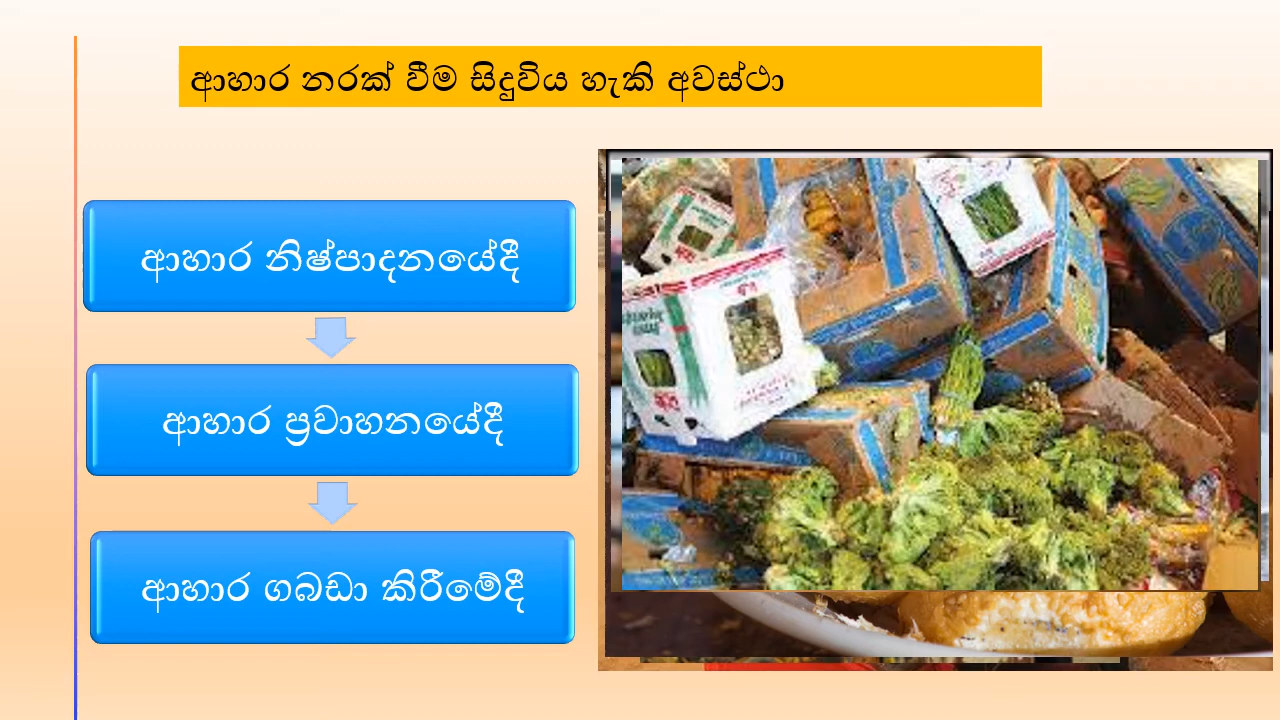 ආහාර නරක් වීම සිදුවිය හැකි අවස්ථා
ආහාර නිෂ්පාදනයේදී
ආහාර ප්‍රවාහනයේදී
ආහාර ගබඩා කිරීමේදී